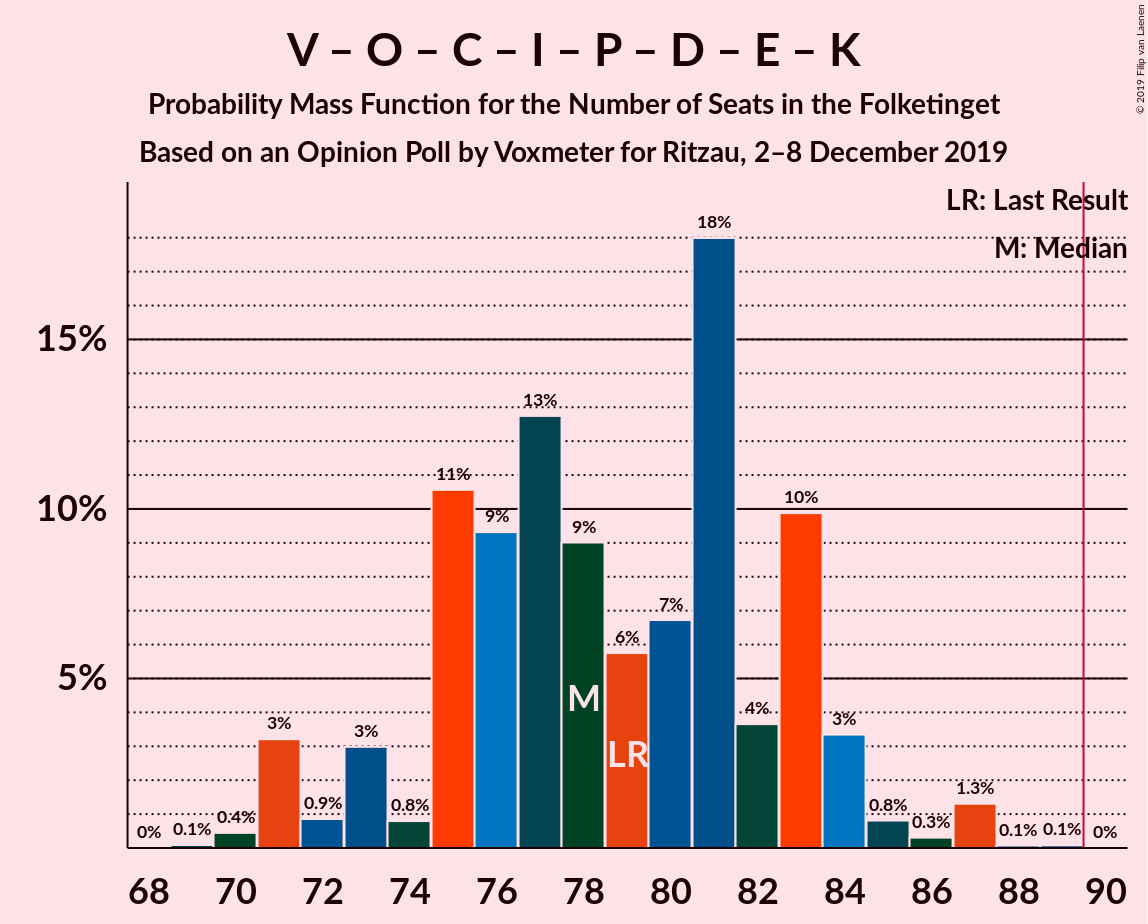 V – O – C – I – P – D – E – K
Probability Mass Function for the Number of Seats in the Folketinget
Based on an Opinion Poll by Voxmeter for Ritzau, 2–8 December 2019
© 2019 Filip van Laenen
LR: Last Result
M: Median
15%
10%
5%
0%
0.1%
0.4%
3%
0.9%
3%
0.8%
11%
9%
13%
9%
6%
7%
18%
4%
10%
3%
0.8%
0.3%
1.3%
0.1%
0.1%
0%
M
LR
68 70 72 74 76 78 80 82 84 86 88 90